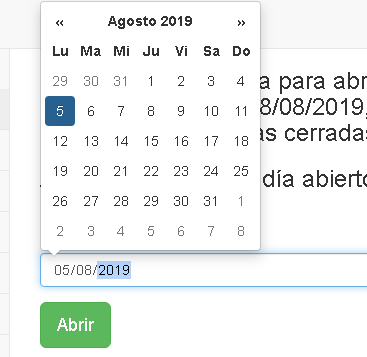 « Agosto 2019 »
Lu Ma Mi Ju Vi Sa Do
29 30 31 1 2 3 4
5 6 7 8 9 10 11
12 13 14 15 16 17 18
19 20 21 22 23 24 25
26 27 28 29 30 31 1
2 3 4 5 6 7 8
a para abr
8/08/2019,
as cerradas
día abierto
05/08/2019
Abrir